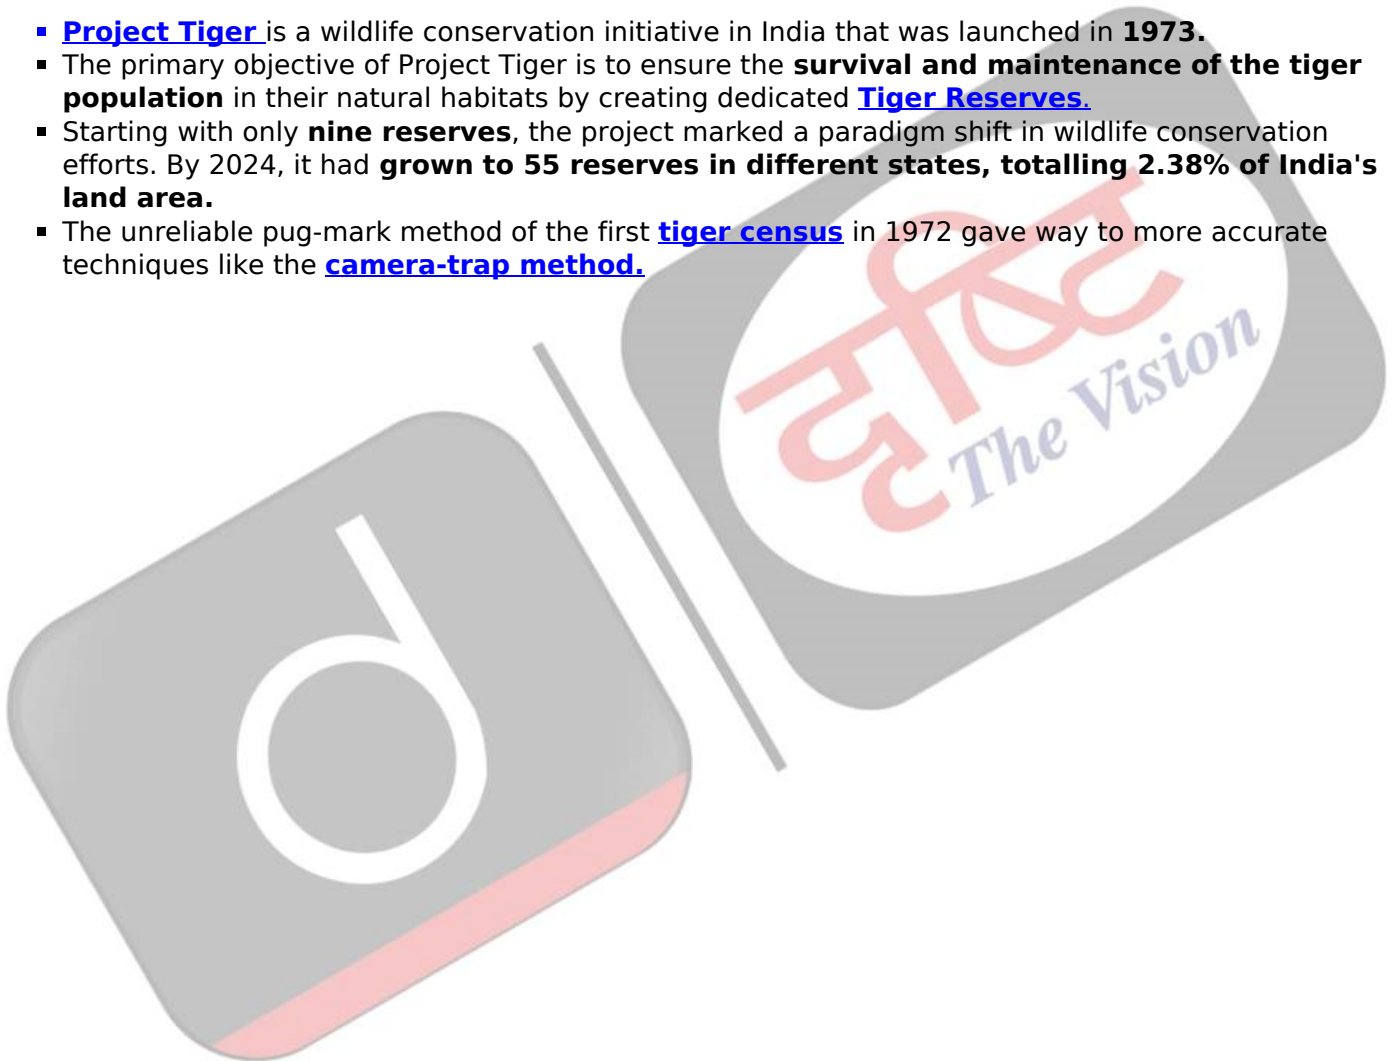 Project Tiger is a wildlife conservation initiative in India that was launched in 1973.
The primary objective of Project Tiger is to ensure the survival and maintenance of the tiger
population in their natural habitats by creating dedicated Tiger Reserves.
Starting with only nine reserves, the project marked a paradigm shift in wildlife conservation
efforts. By 2024, it had grown to 55 reserves in different states, totalling 2.38% of India's
land area.
The unreliable pug-mark method of the first tiger census in 1972 gave way to more accurate
techniques like the camera-trap method.
दृष्टि
The Vision
d